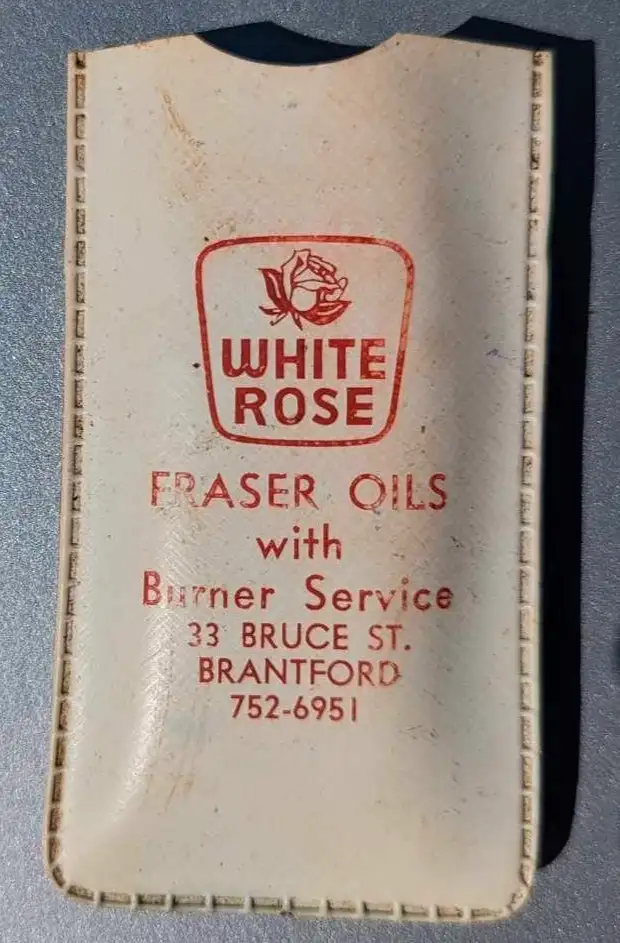 WHITE
ROSE
FRASER OILS
with
Burner Service
33 BRUCE ST.
BRANTFORD
752-6951